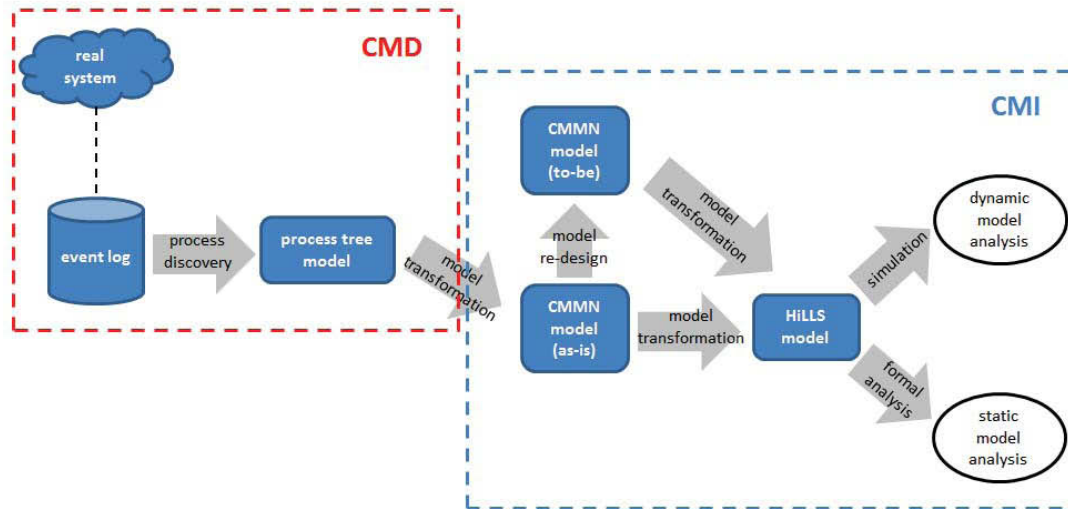 CMD
real
system
event log
process
discovery
process tree
model
model
transformation
CMI
CMMN
model
(to-be)
model
re-design
CMMN
model
(as-is)
model
transformation
model
transformation
HiLLS
model
simulation
dynamic
model
analysis
formal
analysis
static
model
analysis